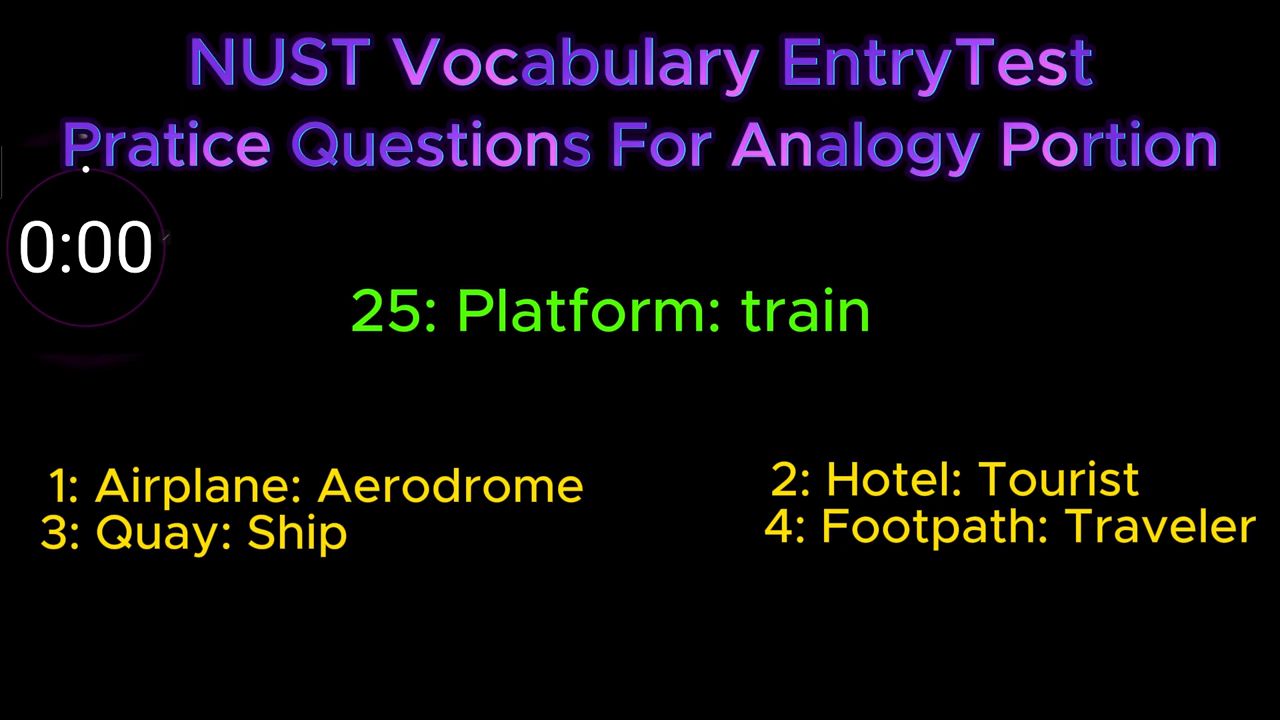 NUST Vocabulary EntryTest
Pratice Questions For Analogy Portion
0:00
25: Platform: train
1: Airplane: Aerodrome
2: Hotel: Tourist
3: Quay: Ship
4: Footpath: Traveler